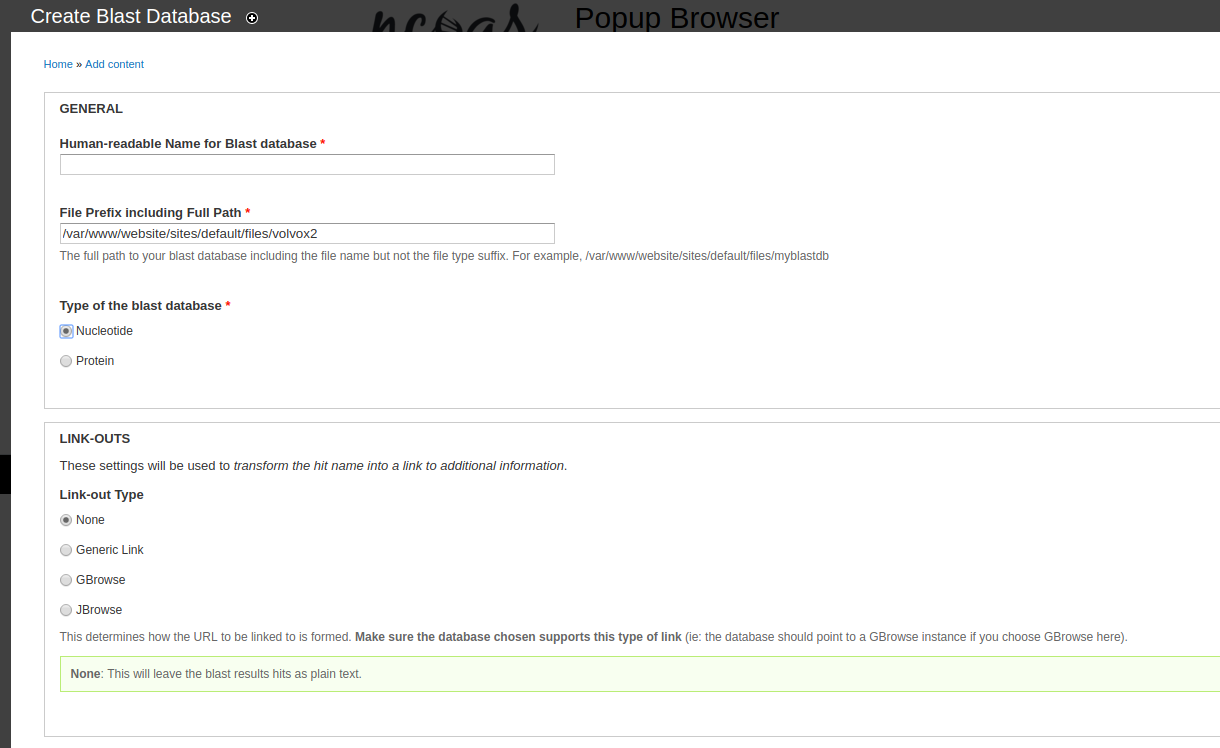 Create Blast Database
Popup Browser
Home » Add content
GENERAL
Human-readable Name for Blast database *
File Prefix including Full Path *
/var/www/website/sites/default/files/volvox2
The full path to your blast database including the file name but not the file type suffix. For example, /var/www/website/sites/default/files/myblastdb
Type of the blast database *
Nucleotide
Protein
LINK-OUTS
These settings will be used to transform the hit name into a link to additional information.
Link-out Type
None
Generic Link
GBrowse
JBrowse
This determines how the URL to be linked to is formed. Make sure the database chosen supports this type of link (ie: the database should point to a GBrowse instance if you choose GBrowse here).
None: This will leave the blast results hits as plain text.